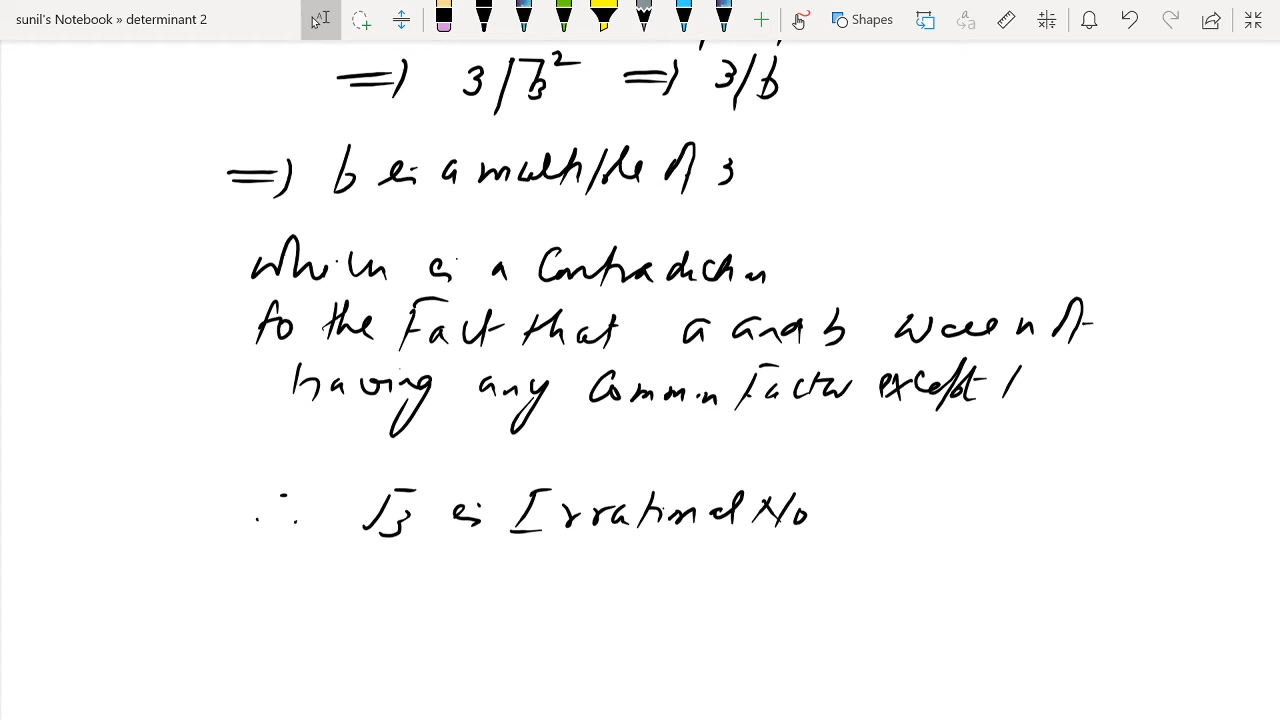 sunil's Notebook » determinant 2
Shapes
=) 3/b² =) 3/b
=) b is a multiple of 3
which is a Contradiction
to the Fact that a and b were not
having any Common Factor except 1
∴ √3 is Irrational No